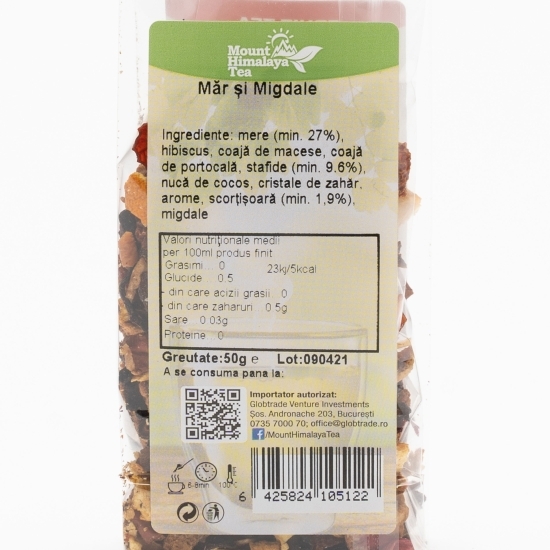 Mount
Himalaya
Tea
Măr și Migdale
Ingrediente: mere (min. 27%),
hibiscus, coajă de macese, coajă
de portocală, stafide (min. 9.6%),
nucă de cocos, cristale de zahăr,
arome, scorțișoară (min. 1,9%),
migdale
Valori nutriționale medii
per 100ml produs finit
Grasimi 0
23kj/5kcal
Glucide 0.5
- din care acizii grasii 0
- din care zaharuri 0.5g
Sare 0.03g
Proteine 0
Greutate:50g e Lot:090421
A se consuma pana la:
Importator autorizat:
Globtrade Venture Investments
Șos. Andronache 203, București
0735 7000 70; office@globtrade.ro
/MountHimalayaTea
6-8min 100°C
6 425824 105122